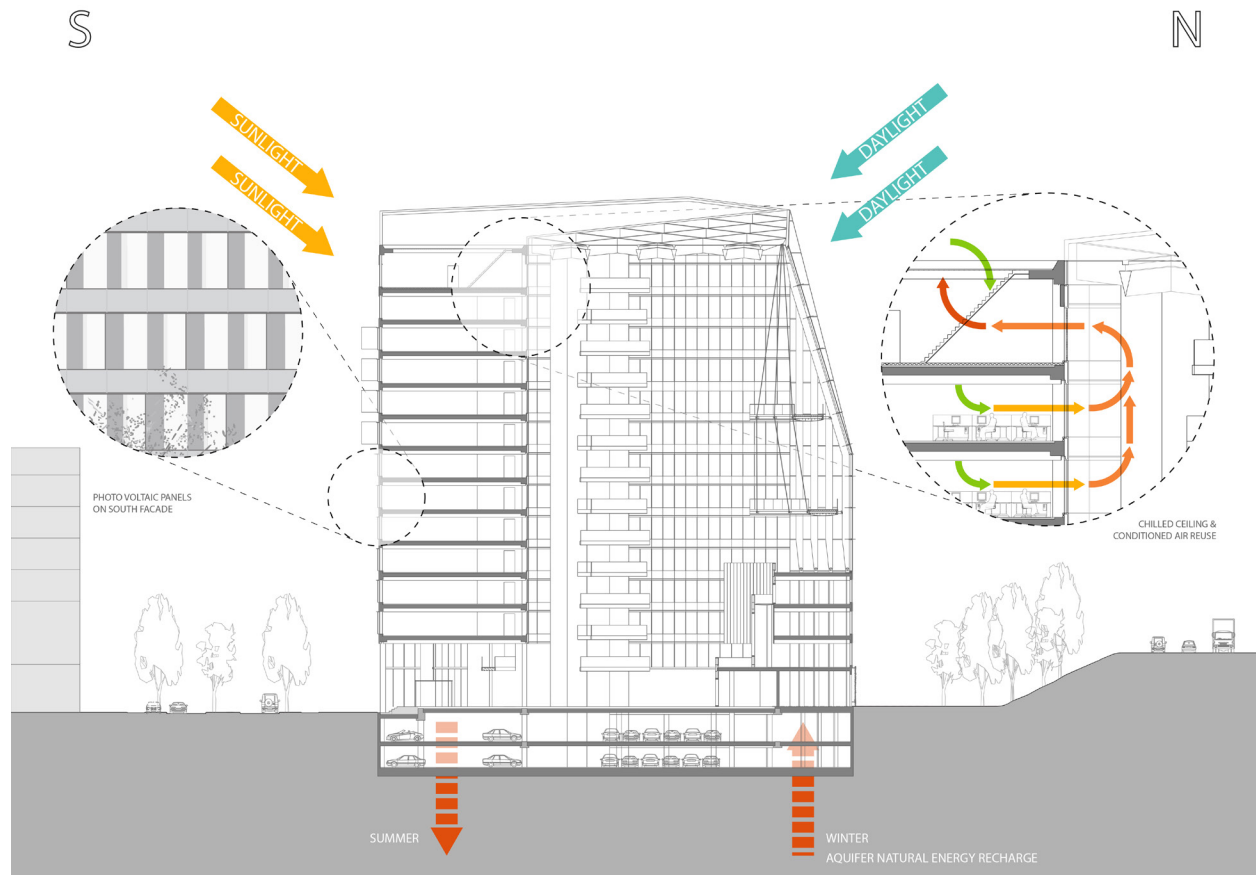 S
N
SUNLIGHT
SUNLIGHT
DAYLIGHT
DAYLIGHT
PHOTO VOLTAIC PANELS
ON SOUTH FACADE
CHILLED CEILING &
CONDITIONED AIR REUSE
SUMMER
WINTER
AQUIFER NATURAL ENERGY RECHARGE